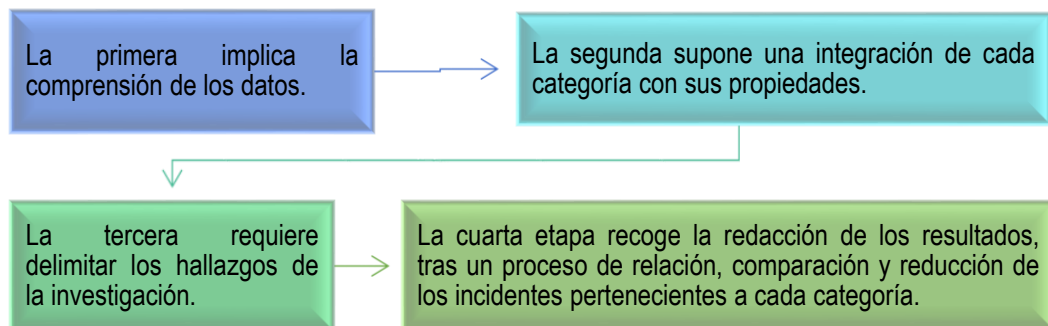 La primera implica la
comprensión de los datos.
La segunda supone una integración de cada
categoría con sus propiedades.
La tercera requiere
delimitar los hallazgos de
la investigación.
La cuarta etapa recoge la redacción de los resultados,
tras un proceso de relación, comparación y reducción de
los incidentes pertenecientes a cada categoría.